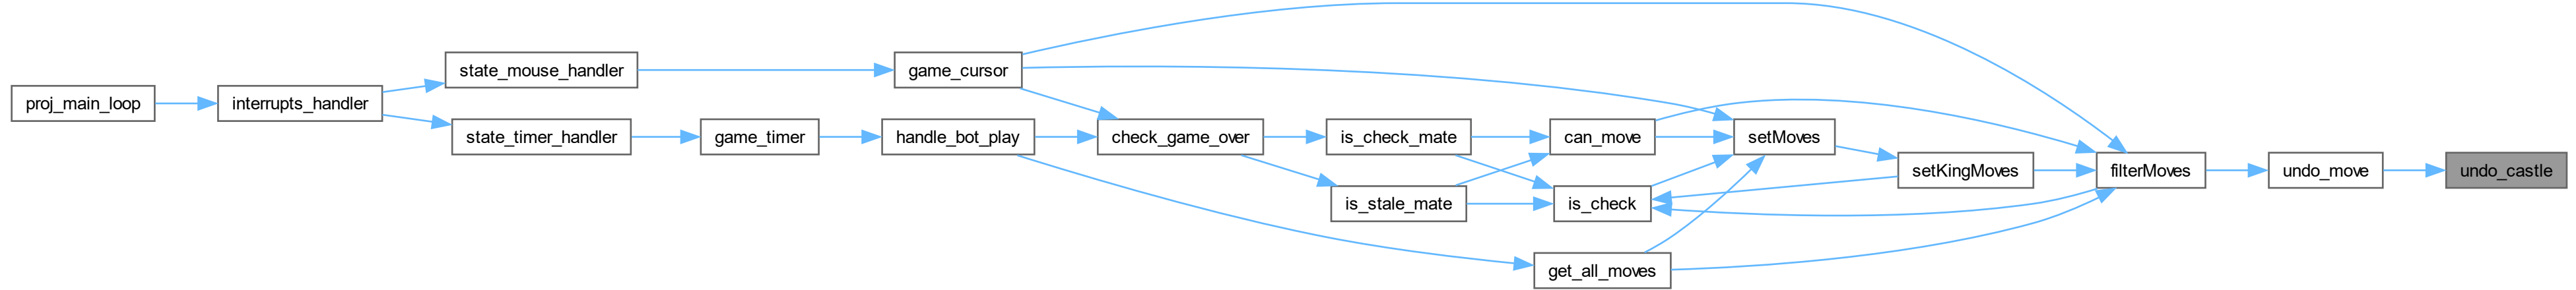 proj_main_loop
interrupts_handler
state_mouse_handler
state_timer_handler
game_timer
game_cursor
handle_bot_play
check_game_over
is_check_mate
is_stale_mate
can_move
is_check
get_all_moves
setMoves
setKingMoves
filterMoves
undo_move
undo_castle